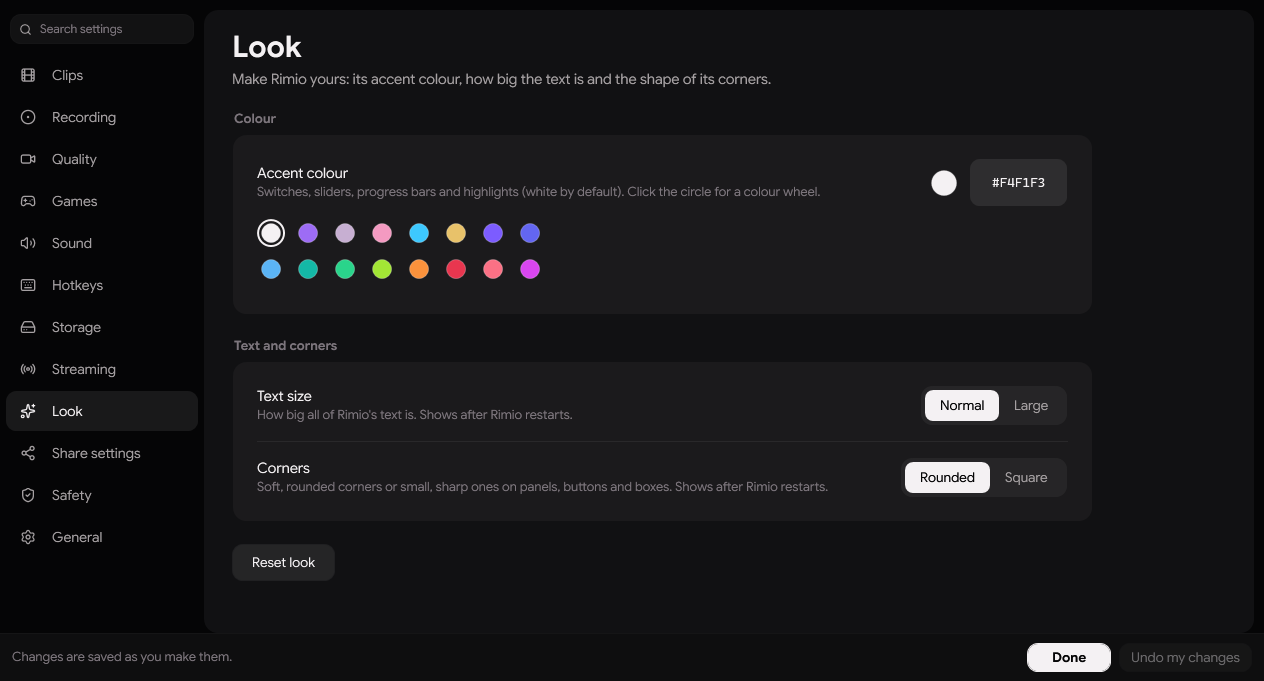 Search settings
Clips
Recording
Quality
Games
Sound
Hotkeys
Storage
Streaming
Look
Share settings
Safety
General
Look
Make Rimio yours: its accent colour, how big the text is and the shape of its corners.
Colour
Accent colour
Switches, sliders, progress bars and highlights (white by default). Click the circle for a colour wheel.
#F4F1F3
Text and corners
Text size
How big all of Rimio's text is. Shows after Rimio restarts.
Normal
Large
Corners
Soft, rounded corners or small, sharp ones on panels, buttons and boxes. Shows after Rimio restarts.
Rounded
Square
Reset look
Changes are saved as you make them.
Done
Undo my changes